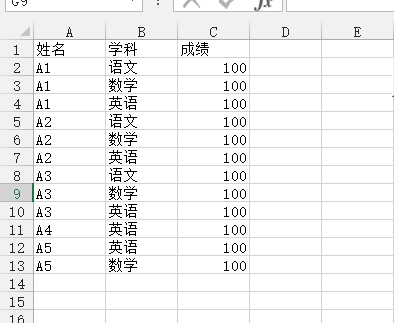 G9 fx
A B C D E
1 姓名 学科 成绩
2 A1 语文 100
3 A1 数学 100
4 A1 英语 100
5 A2 语文 100
6 A2 数学 100
7 A2 英语 100
8 A3 语文 100
9 A3 数学 100
10 A3 英语 100
11 A4 英语 100
12 A5 英语 100
13 A5 数学 100
14
15
16